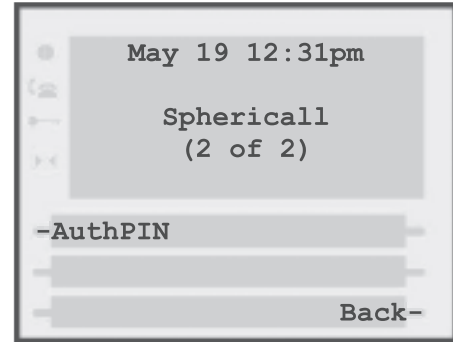 May 19 12:31pm
Sphericall
(2 of 2)
-AuthPIN
Back-